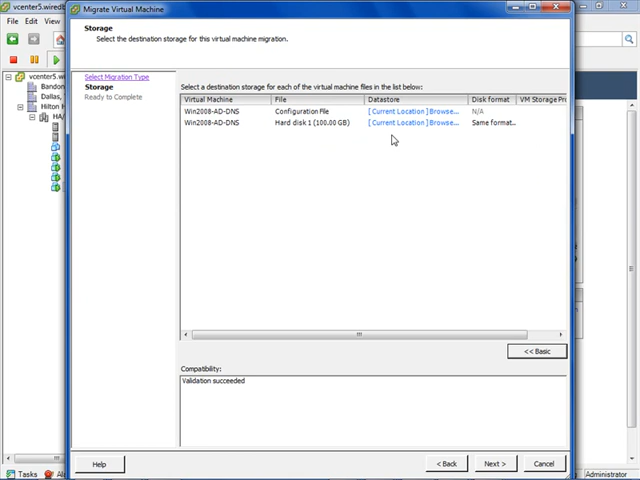 vcenter5.wiredb
Migrate Virtual Machine
File Edit
Storage
Select the destination storage for this virtual machine migration.
Select Migration Type
Storage
Ready to Complete
vcenter5.wi
Bandon
Dallas,
Hilton H
HA/
Select a destination storage for each of the virtual machine files in the list below:
Virtual Machine File Datastore Disk format VM Storage Pro
Win2008-AD-DNS Configuration File [ Current Location ]Browse... N/A
Win2008-AD-DNS Hard disk 1 (100.00 GB) [ Current Location ]Browse... Same format...
<< Basic
Compatibility:
Validation succeeded
Help
< Back
Next >
Cancel
Tasks
Administrator